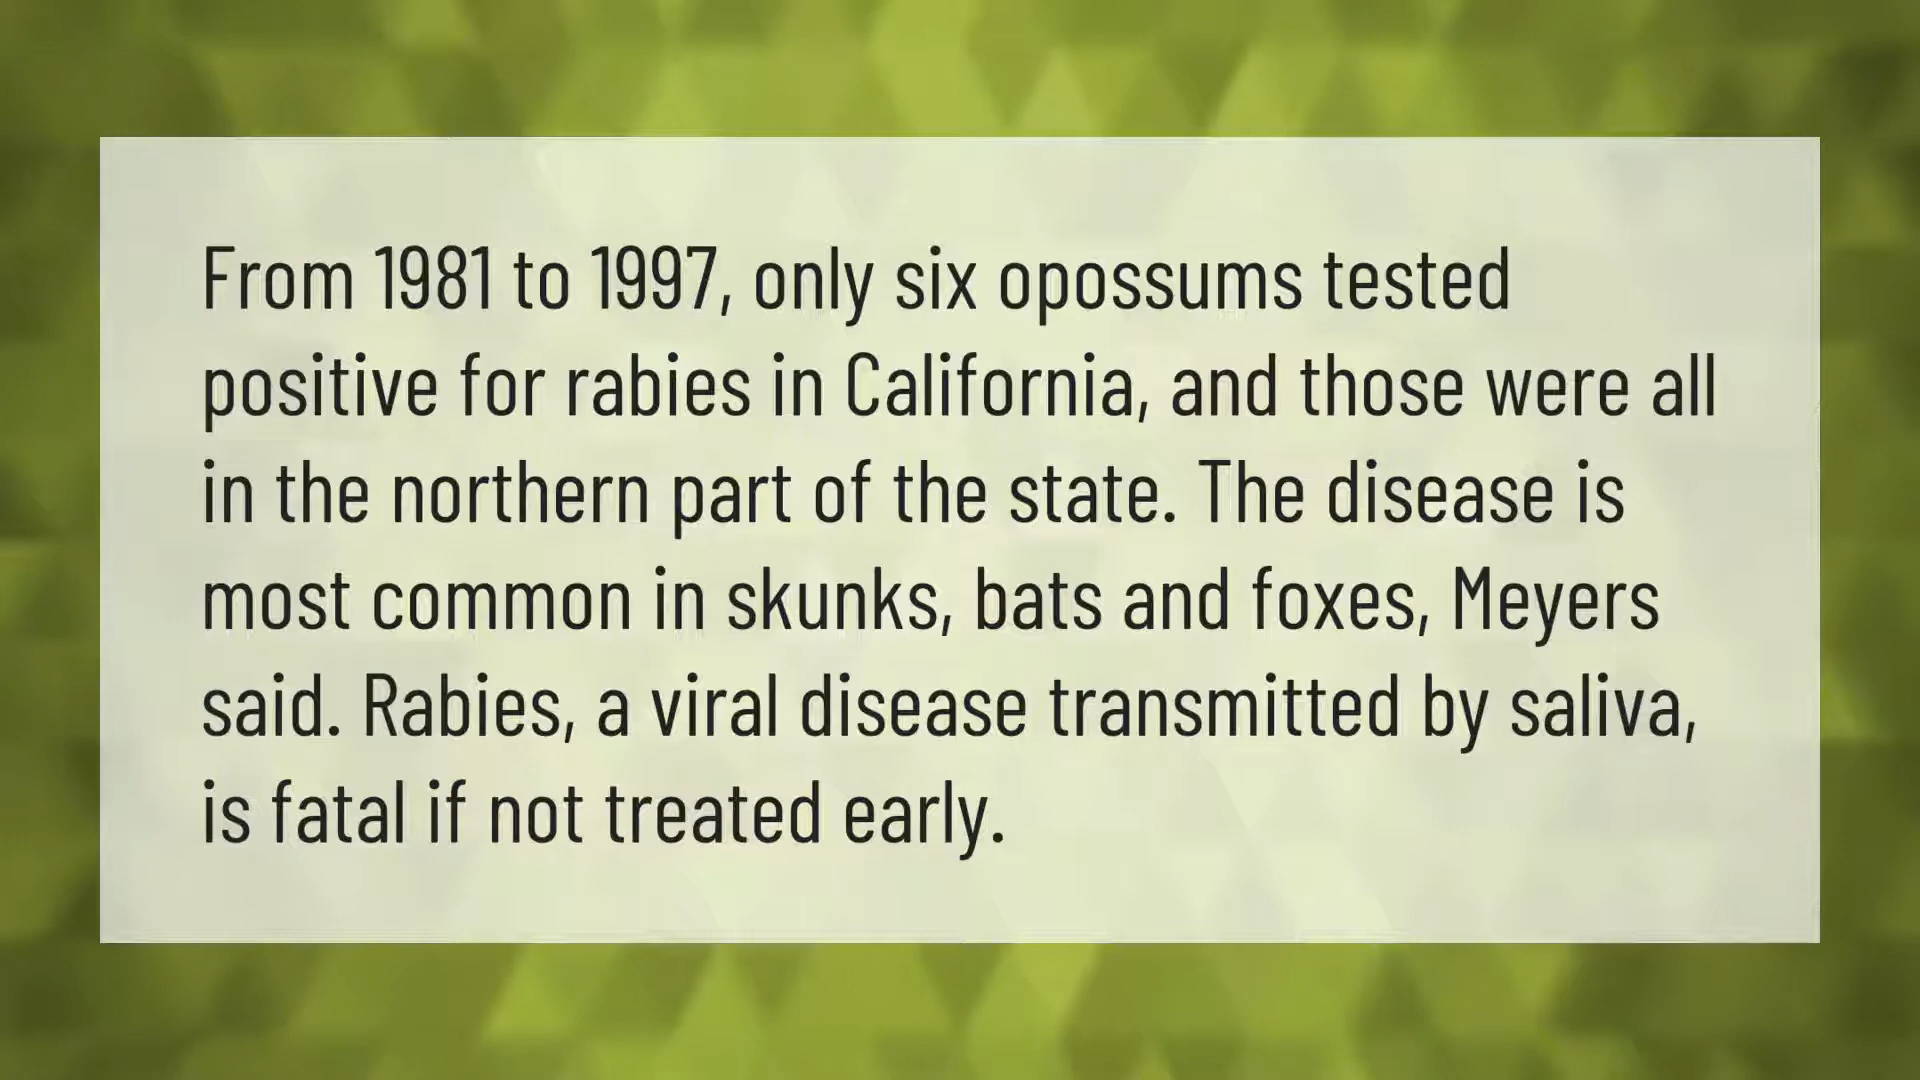 From 1981 to 1997, only six opossums tested
positive for rabies in California, and those were all
in the northern part of the state. The disease is
most common in skunks, bats and foxes, Meyers
said. Rabies, a viral disease transmitted by saliva,
is fatal if not treated early.